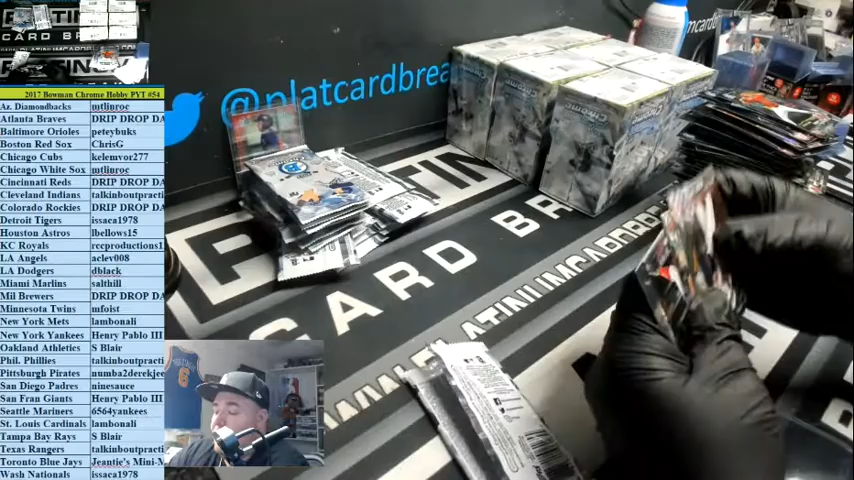 2017 Bowman Chrome Hobby PYT #54
Az. Diamondbacks mtlinroc
Atlanta Braves DRIP DROP DA
Baltimore Orioles peteybuks
Boston Red Sox ChrisG
Chicago Cubs kelemvor277
Chicago White Sox mtlinroc
Cincinnati Reds DRIP DROP DA
Cleveland Indians talkinboutpracti
Colorado Rockies DRIP DROP DA
Detroit Tigers issaca1978
Houston Astros lbellows15
KC Royals rccproductions1
LA Angels aclev008
LA Dodgers dblack
Miami Marlins salthill
Mil Brewers DRIP DROP DA
Minnesota Twins mfoist
New York Mets lambonali
New York Yankees Henry Pablo III
Oakland Athletics S Blair
Phil. Phillies talkinboutpracti
Pittsburgh Pirates numba2derekjee
San Diego Padres ninesauce
San Fran Giants Henry Pablo III
Seattle Mariners 6564yankees
St. Louis Cardinals lambonali
Tampa Bay Rays S Blair
Texas Rangers talkinboutpracti
Toronto Blue Jays Jeantie's Mini-M
Wash Nationals issaca1978
@platcardbrea
CARD BR
WWW.PLATINUMCARDBR